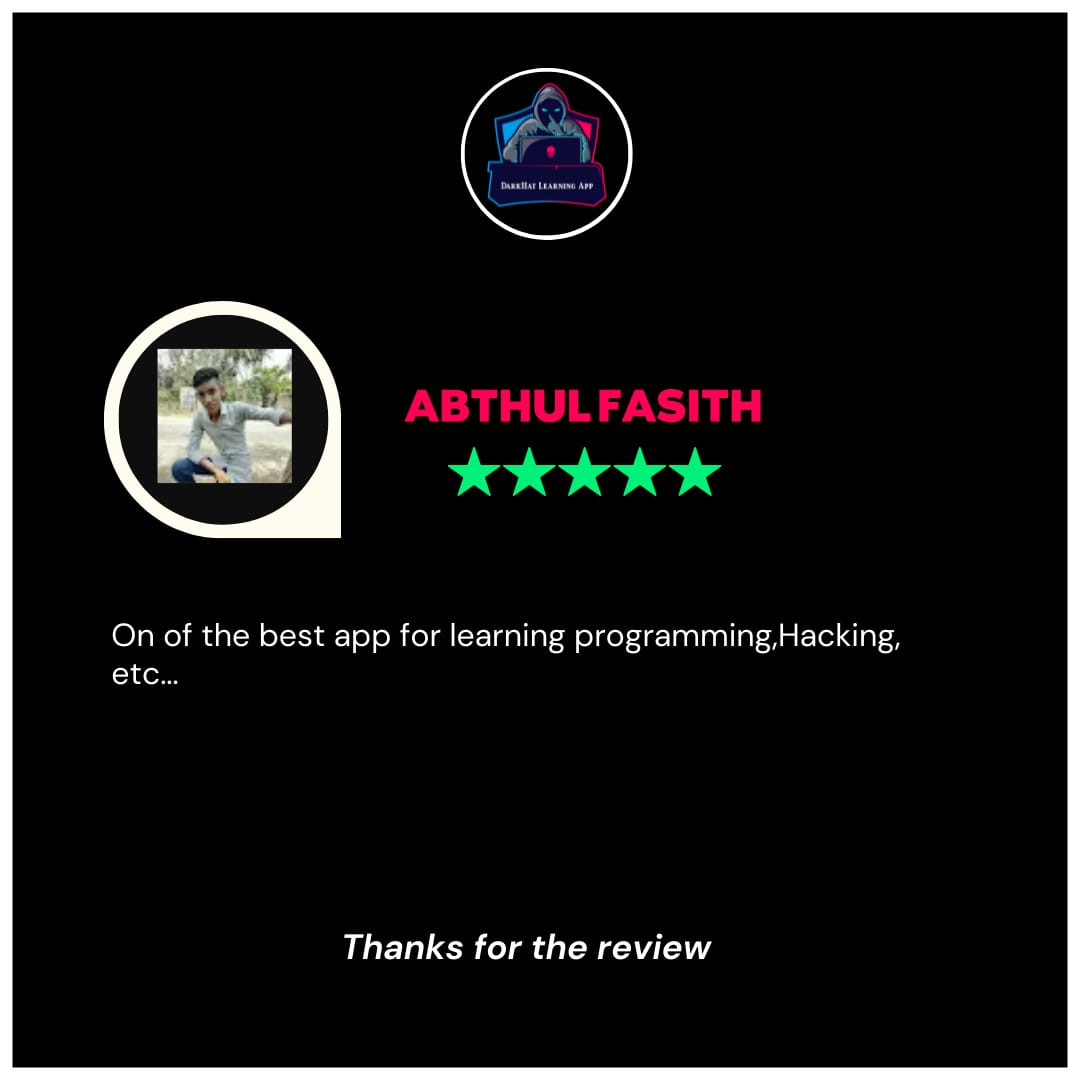 DarkHat Learning App
ABTHUL FASITH
On of the best app for learning programming,Hacking,
etc...
Thanks for the review